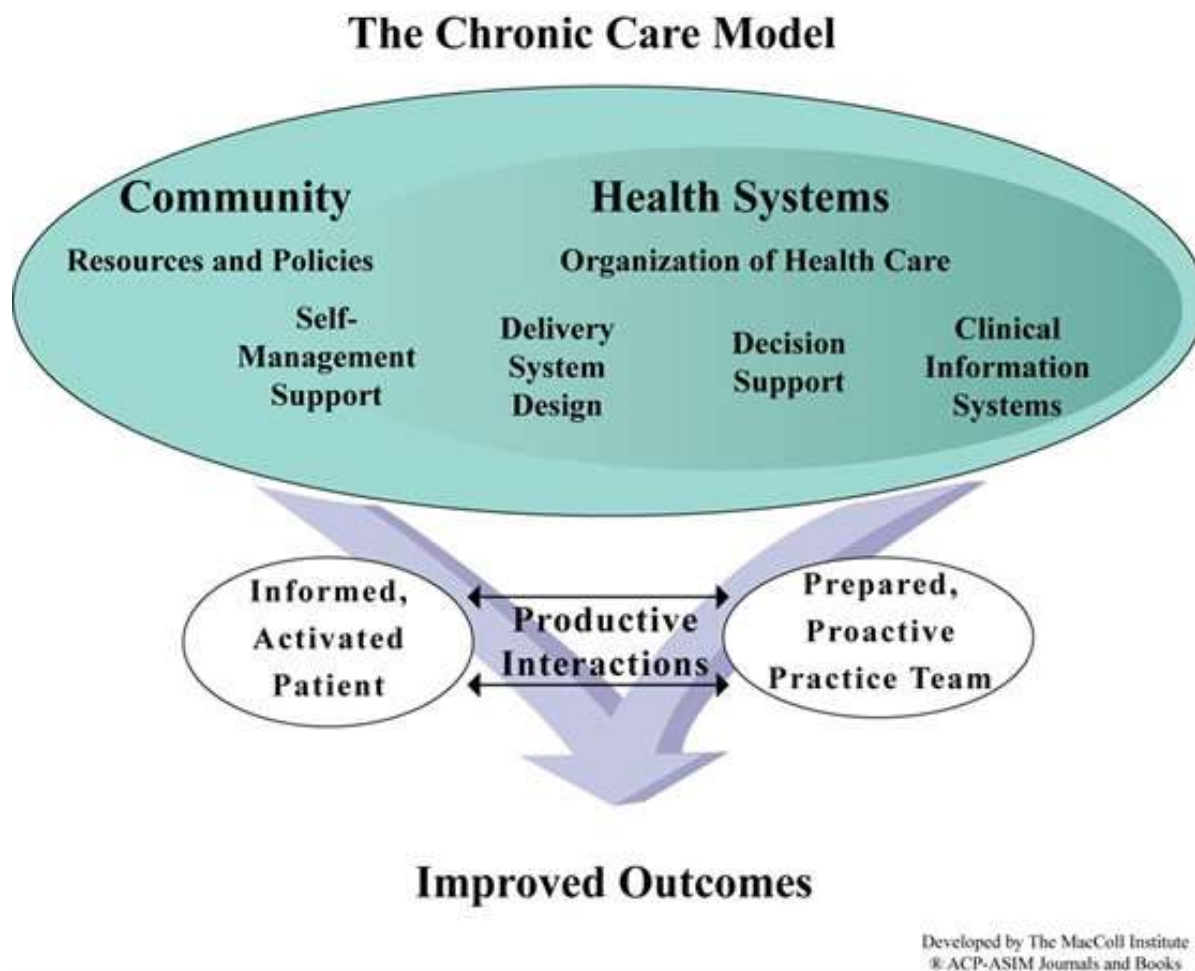 The Chronic Care Model
Community
Health Systems
Resources and Policies
Organization of Health Care
Self-
Management
Support
Delivery
System
Design
Decision
Support
Clinical
Information
Systems
Informed,
Activated
Patient
Productive
Interactions
Prepared,
Proactive
Practice Team
Improved Outcomes
Developed by The MacColl Institute
® ACP-ASIM Journals and Books